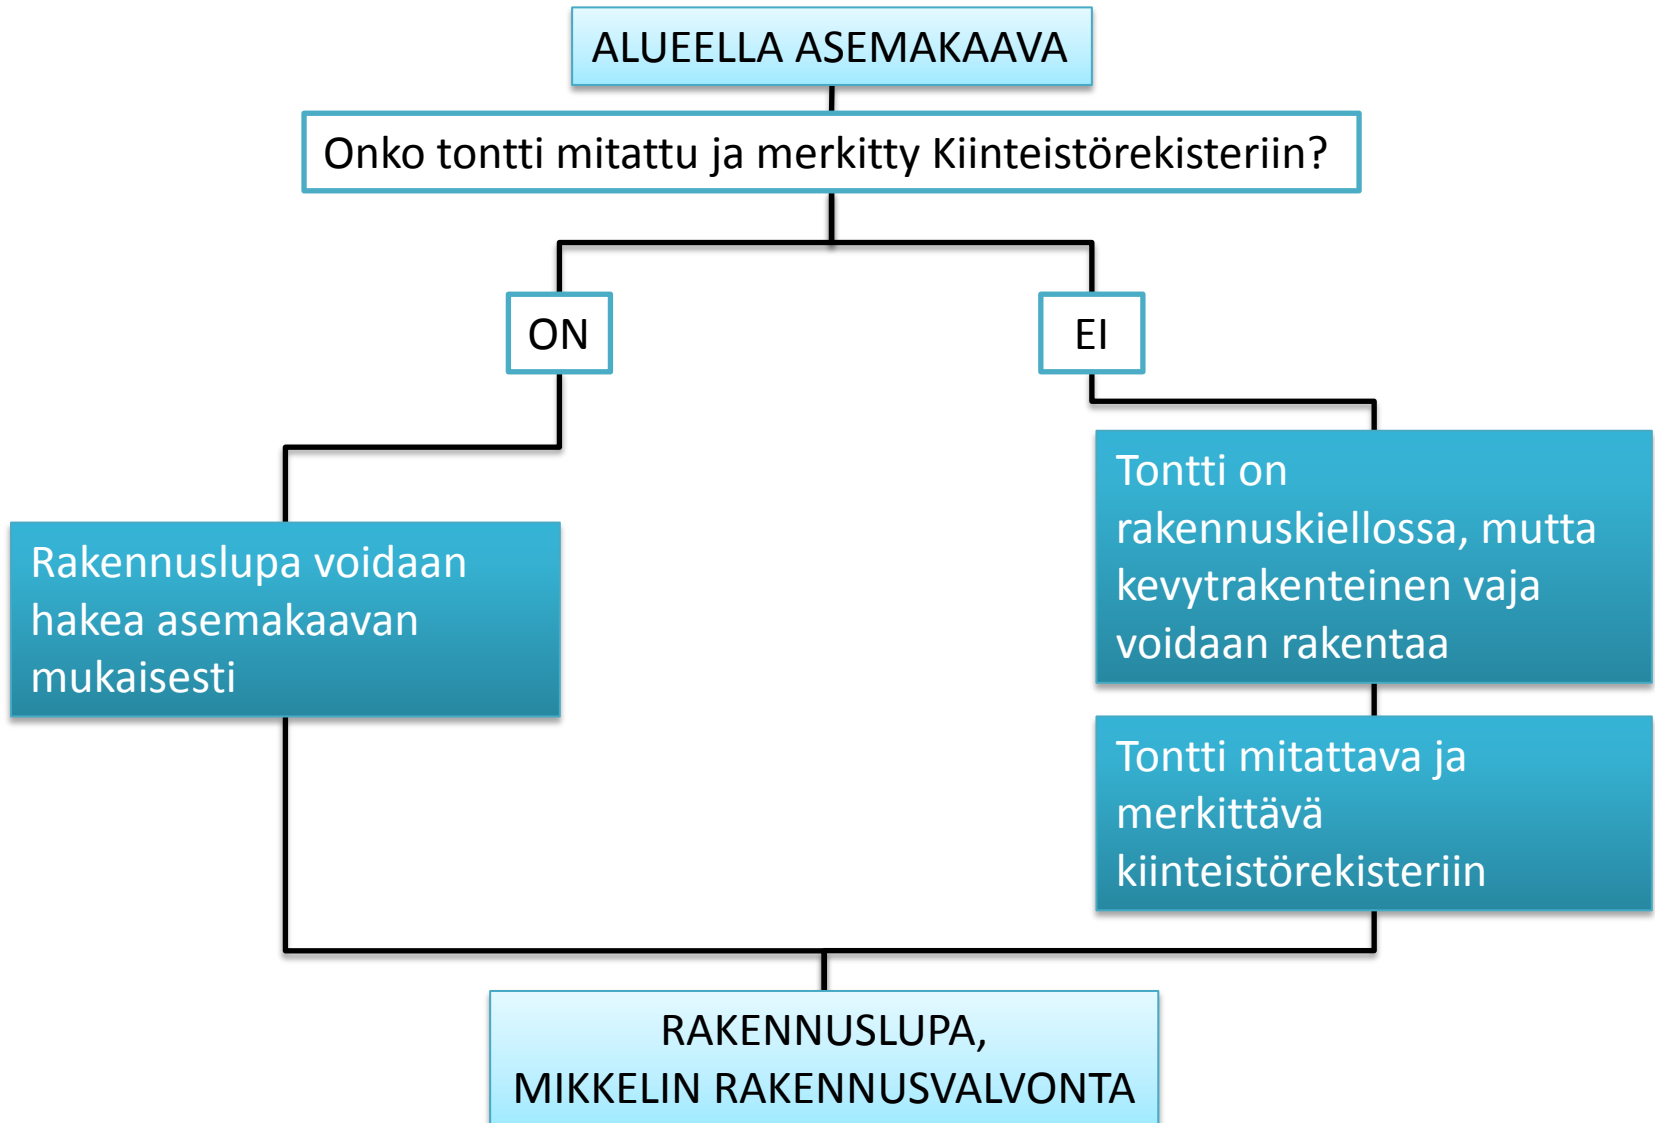 ALUEELLA ASEMAKAAVA
Onko tontti mitattu ja merkitty Kiinteistörekisteriin?
ON
EI
Rakennuslupa voidaan
hakea asemakaavan
mukaisesti
Tontti on
rakennuskiellossa, mutta
kevytrakenteinen vaja
voidaan rakentaa
Tontti mitattava ja
merkittävä
kiinteistörekisteriin
RAKENNUSLUPA,
MIKKELIN RAKENNUSVALVONTA